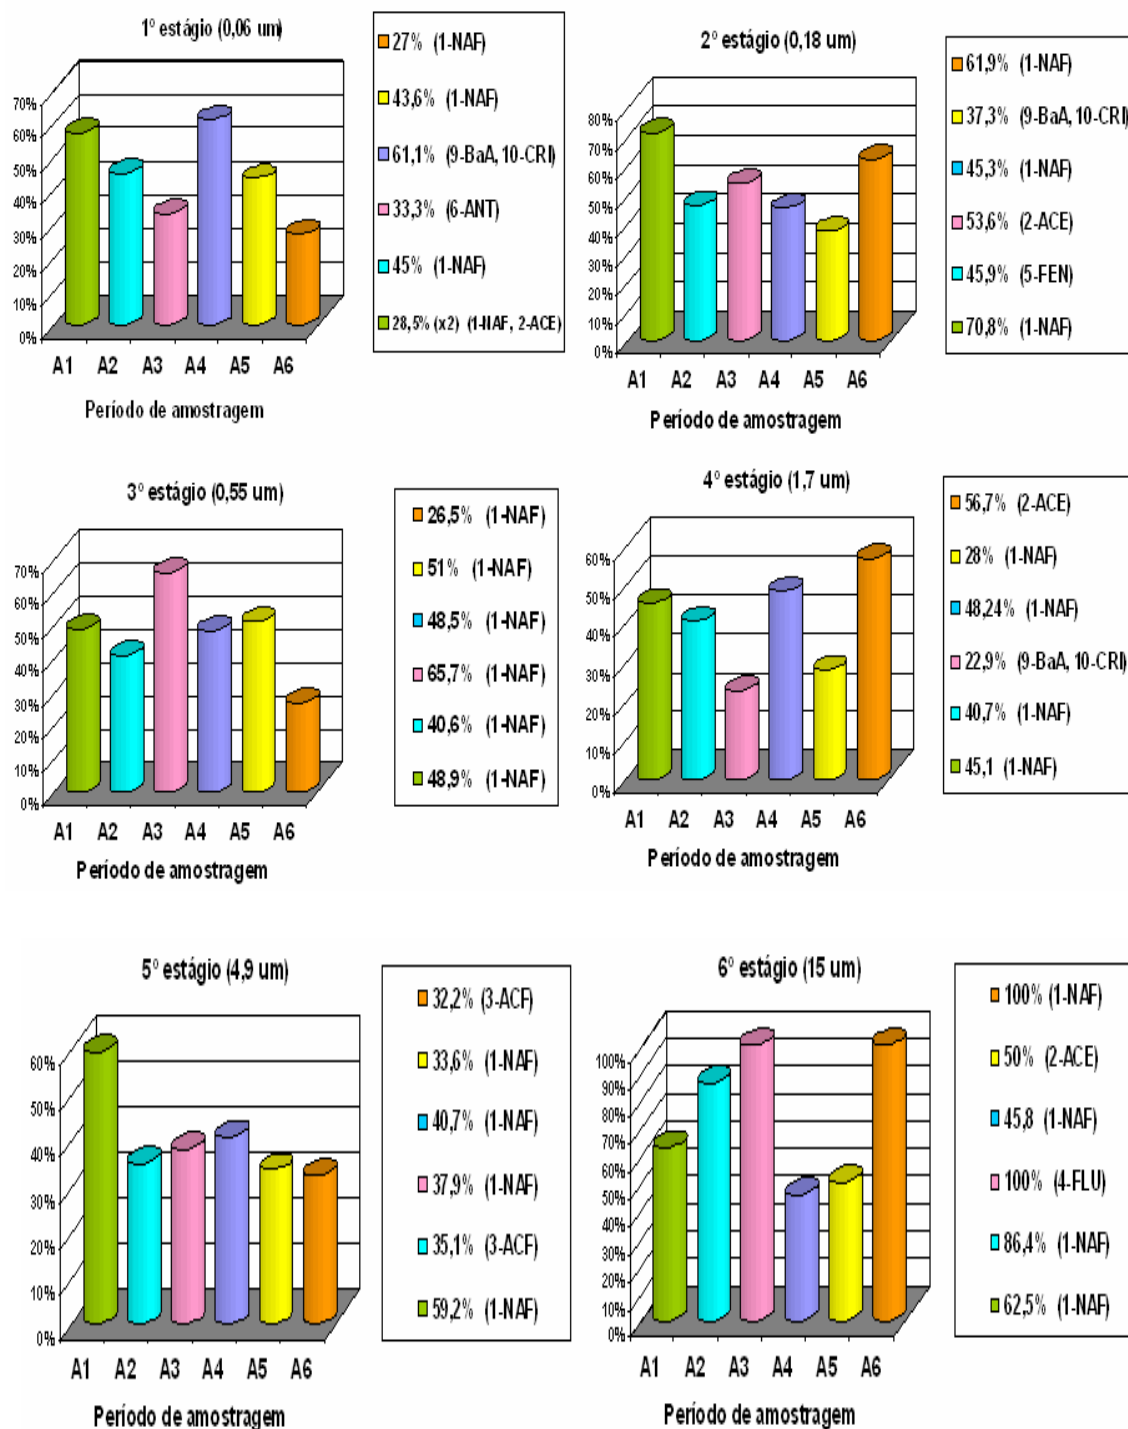 1º estágio (0,06 um)
70%
60%
50%
40%
30%
20%
10%
0%
A1 A2 A3 A4 A5 A6
Período de amostragem
27% (1-NAF)
43,6% (1-NAF)
61,1% (9-BaA, 10-CRI)
33,3% (6-ANT)
45% (1-NAF)
28,5% (x2) (1-NAF, 2-ACE)
2º estágio (0,18 um)
80%
70%
60%
50%
40%
30%
20%
10%
0%
A1 A2 A3 A4 A5 A6
Período de amostragem
61,9% (1-NAF)
37,3% (9-BaA, 10-CRI)
45,3% (1-NAF)
53,6% (2-ACE)
45,9% (5-FEN)
70,8% (1-NAF)
3º estágio (0,55 um)
70%
60%
50%
40%
30%
20%
10%
0%
A1 A2 A3 A4 A5 A6
Período de amostragem
26,5% (1-NAF)
51% (1-NAF)
48,5% (1-NAF)
65,7% (1-NAF)
40,6% (1-NAF)
48,9% (1-NAF)
4º estágio (1,7 um)
60%
50%
40%
30%
20%
10%
0%
A1 A2 A3 A4 A5 A6
Período de amostragem
56,7% (2-ACE)
28% (1-NAF)
48,24% (1-NAF)
22,9% (9-BaA, 10-CRI)
40,7% (1-NAF)
45,1 (1-NAF)
5º estágio (4,9 um)
60%
50%
40%
30%
20%
10%
0%
A1 A2 A3 A4 A5 A6
Período de amostragem
32,2% (3-ACF)
33,6% (1-NAF)
40,7% (1-NAF)
37,9% (1-NAF)
35,1% (3-ACF)
59,2% (1-NAF)
6º estágio (15 um)
100%
90%
80%
70%
60%
50%
40%
30%
20%
10%
0%
A1 A2 A3 A4 A5 A6
Período de amostragem
100% (1-NAF)
50% (2-ACE)
45,8 (1-NAF)
100% (4-FLU)
86,4% (1-NAF)
62,5% (1-NAF)